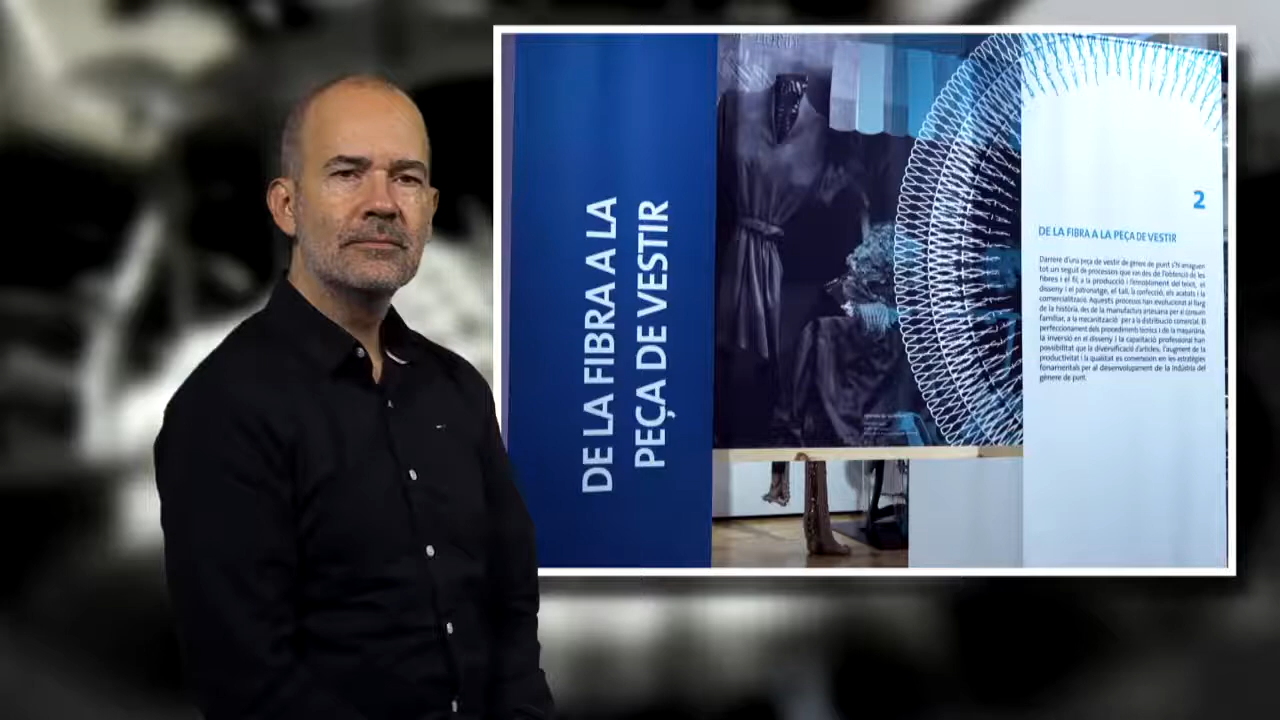 DE LA FIBRA A LA
PEÇA DE VESTIR
2
DE LA FIBRA A LA PEÇA DE VESTIR
Darrere d'una peça de vestir de gènere de punt s'hi amaguen
tot un seguit de processos que van des de l'obtenció de les
fibres i el fil, a la producció i l'ennobliment del teixit, el
disseny i el patronatge, el tall, la confecció, els acabats i la
comercialització. Aquests processos han evolucionat al llarg
de la història, des de la manufactura artesana per al consum
familiar, a la mecanització per a la distribució comercial. El
perfeccionament dels procediments tècnics i de la maquinària,
la inversió en el disseny i la capacitació professional han
possibilitat que la diversificació d'articles, l'augment de la
productivitat i la qualitat es converteixin en les estratègies
fonamentals per al desenvolupament de la indústria del
gènere de punt.